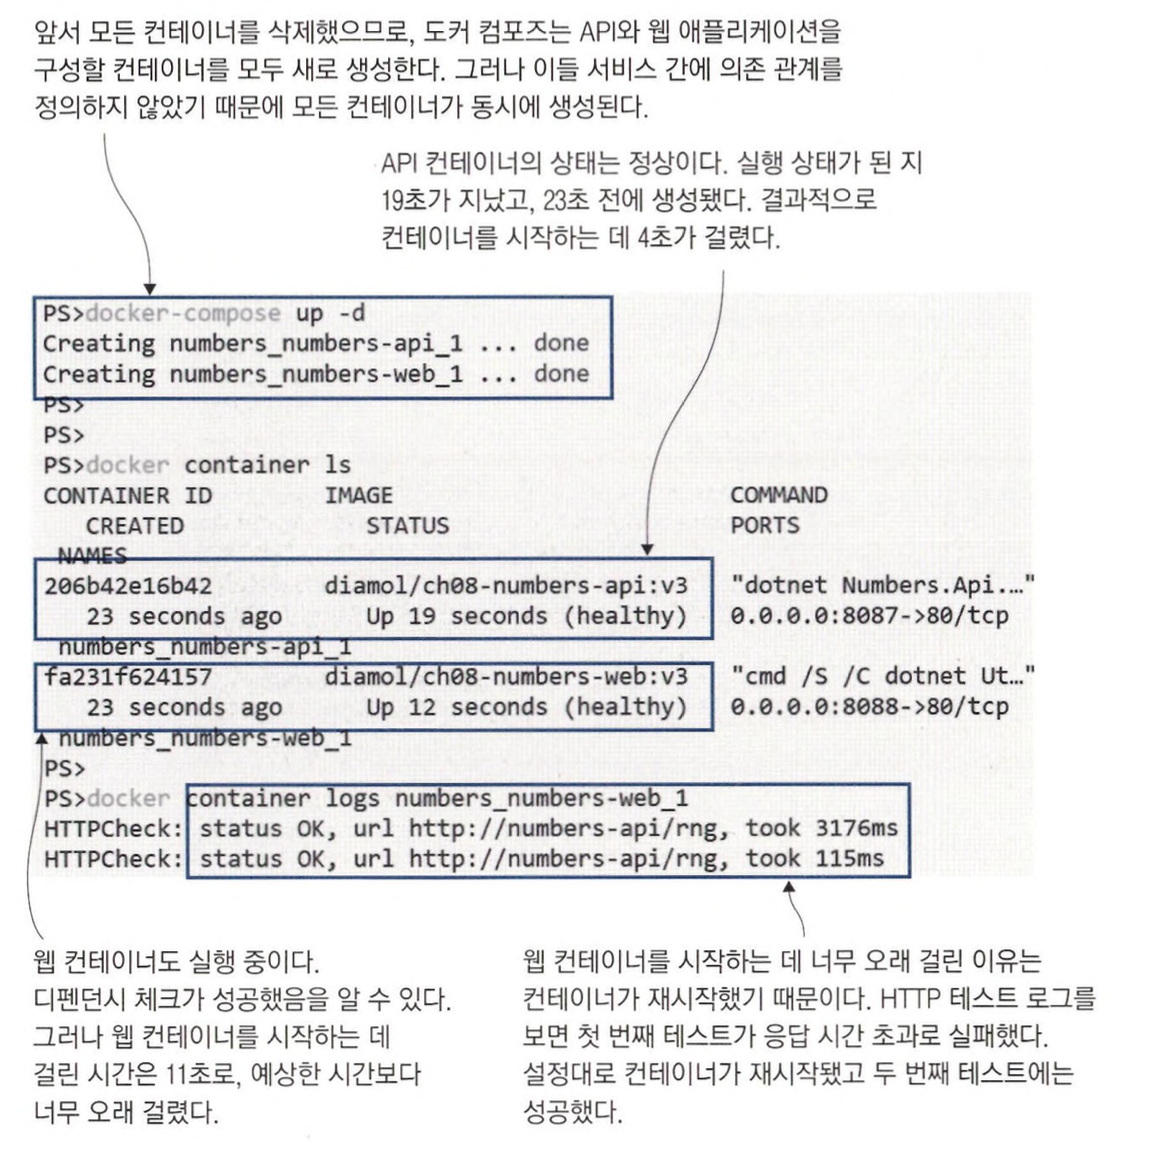 앞서 모든 컨테이너를 삭제했으므로, 도커 컴포즈는 API와 웹 애플리케이션을
구성할 컨테이너를 모두 새로 생성한다. 그러나 이들 서비스 간에 의존 관계를
정의하지 않았기 때문에 모든 컨테이너가 동시에 생성된다.
API 컨테이너의 상태는 정상이다. 실행 상태가 된 지
19초가 지났고, 23초 전에 생성됐다. 결과적으로
컨테이너를 시작하는 데 4초가 걸렸다.
PS>docker-compose up -d
Creating numbers_numbers-api_1 ... done
Creating numbers_numbers-web_1 ... done
PS>
PS>
PS>docker container ls
CONTAINER ID IMAGE COMMAND
CREATED STATUS PORTS
NAMES
206b42e16b42 diamol/ch08-numbers-api:v3 "dotnet Numbers.Api.…"
23 seconds ago Up 19 seconds (healthy) 0.0.0.0:8087->80/tcp
numbers_numbers-api_1
fa231f624157 diamol/ch08-numbers-web:v3 "cmd /S /C dotnet Ut…"
23 seconds ago Up 12 seconds (healthy) 0.0.0.0:8088->80/tcp
numbers_numbers-web_1
PS>
PS>docker container logs numbers_numbers-web_1
HTTPCheck: status OK, url http://numbers-api/rng, took 3176ms
HTTPCheck: status OK, url http://numbers-api/rng, took 115ms
웹 컨테이너도 실행 중이다.
디펜던시 체크가 성공했음을 알 수 있다.
그러나 웹 컨테이너를 시작하는 데
걸린 시간은 11초로, 예상한 시간보다
너무 오래 걸렸다.
웹 컨테이너를 시작하는 데 너무 오래 걸린 이유는
컨테이너가 재시작했기 때문이다. HTTP 테스트 로그를
보면 첫 번째 테스트가 응답 시간 초과로 실패했다.
설정대로 컨테이너가 재시작됐고 두 번째 테스트에는
성공했다.